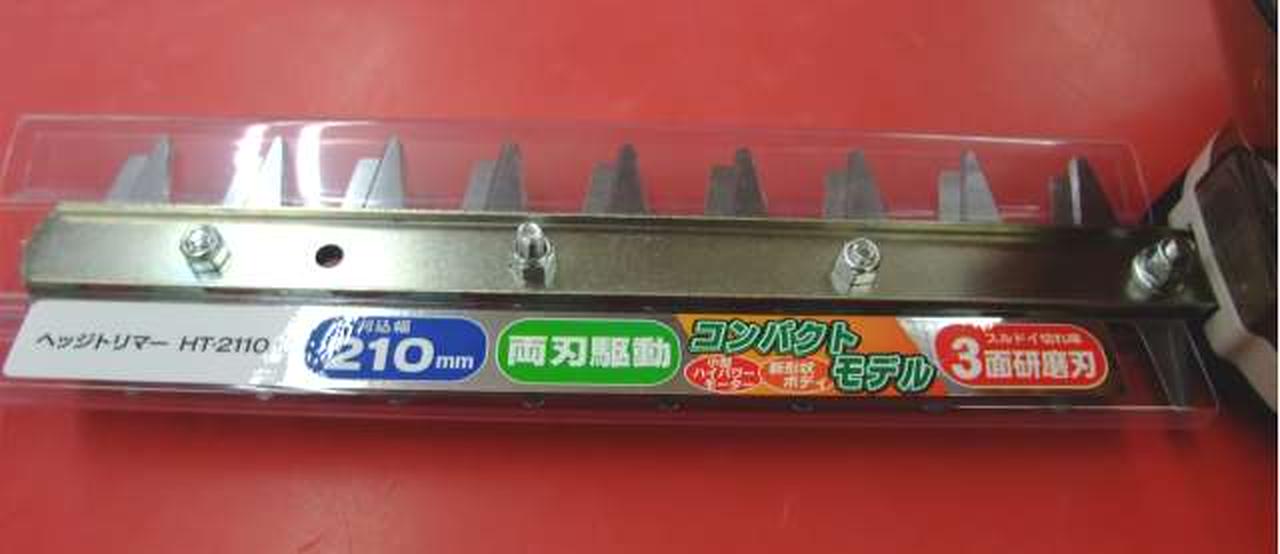 ヘッジトリマー HT-2110
刈込幅
210mm
両刃駆動
コンパクト
モデル
小型
ハイパワー
モーター
新形状
ボディ
スルドイ切れ味
3面研磨刃